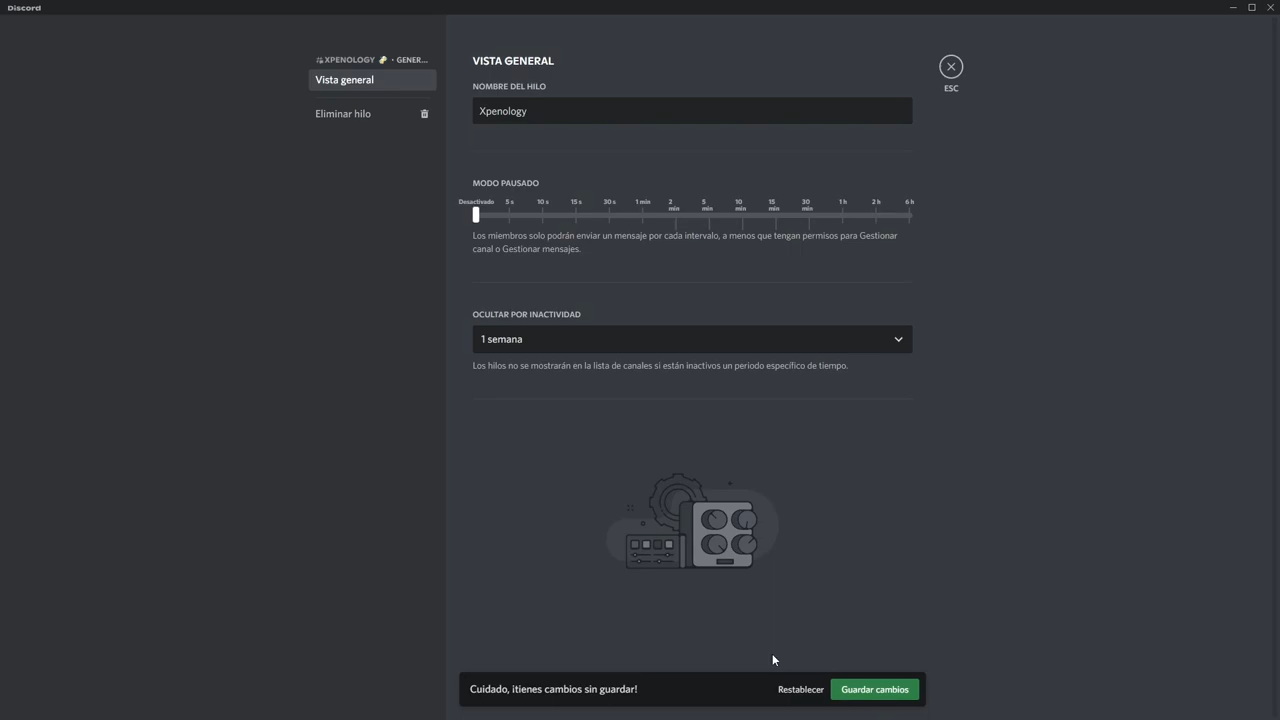 Discord
XPENOLOGY · GENER...
Vista general
Eliminar hilo
VISTA GENERAL
NOMBRE DEL HILO
Xpenology
MODO PAUSADO
Desactivado 5 s 10 s 15 s 30 s 1 min 2 min 5 min 10 min 15 min 30 min 1 h 2 h 6 h
Los miembros solo podrán enviar un mensaje por cada intervalo, a menos que tengan permisos para Gestionar
canal o Gestionar mensajes.
OCULTAR POR INACTIVIDAD
1 semana
Los hilos no se mostrarán en la lista de canales si están inactivos un periodo específico de tiempo.
ESC
Cuidado, ¡tienes cambios sin guardar!
Restablecer
Guardar cambios